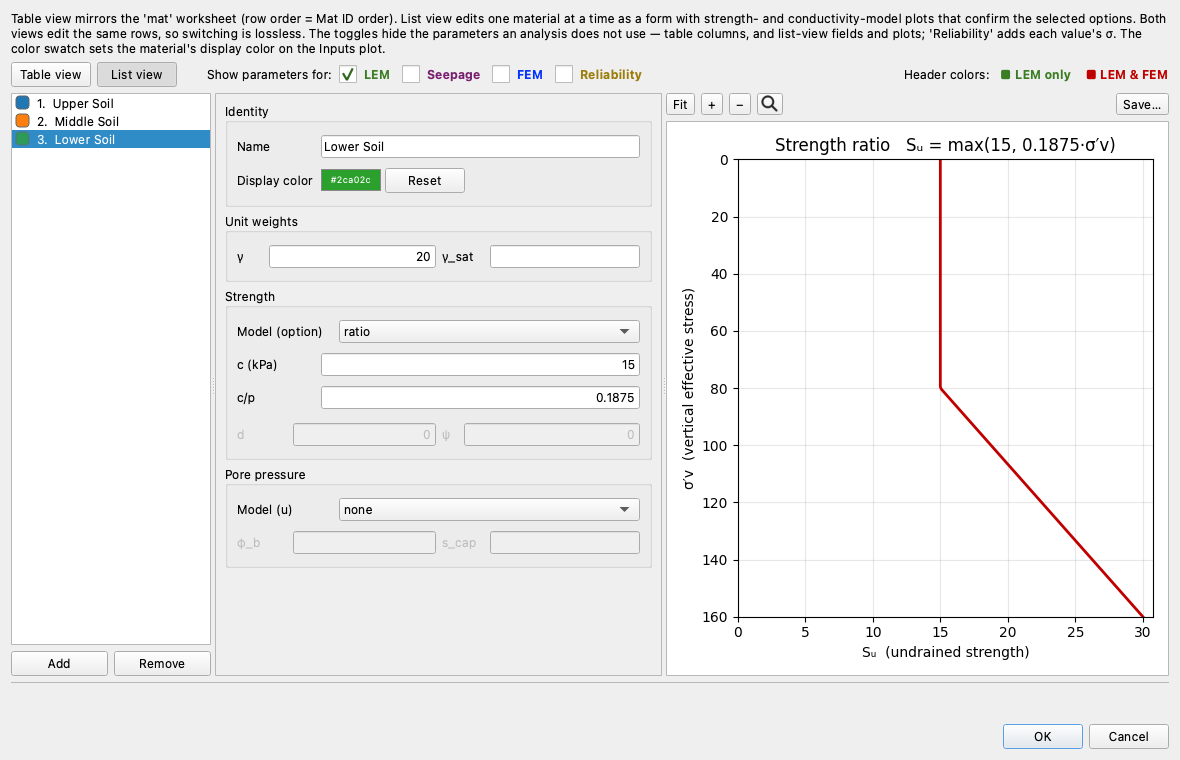 Table view mirrors the 'mat' worksheet (row order = Mat ID order). List view edits one material at a time as a form with strength- and conductivity-model plots that confirm the selected options. Both
views edit the same rows, so switching is lossless. The toggles hide the parameters an analysis does not use — table columns, and list-view fields and plots; 'Reliability' adds each value's σ. The
color swatch sets the material's display color on the Inputs plot.
Table view List view Show parameters for: LEM Seepage FEM Reliability Header colors: LEM only LEM & FEM
1. Upper Soil
2. Middle Soil
3. Lower Soil
Add Remove
Identity
Name Lower Soil
Display color #2ca02c Reset
Unit weights
γ 20 γ_sat
Strength
Model (option) ratio
c (kPa) 15
c/p 0.1875
d 0 ψ 0
Pore pressure
Model (u) none
φ_b s_cap
Fit + − Save...
Strength ratio Sᵤ = max(15, 0.1875·σ′v)
0
20
40
60
80
100
120
140
160
σ′v (vertical effective stress)
0 5 10 15 20 25 30
Sᵤ (undrained strength)
OK Cancel